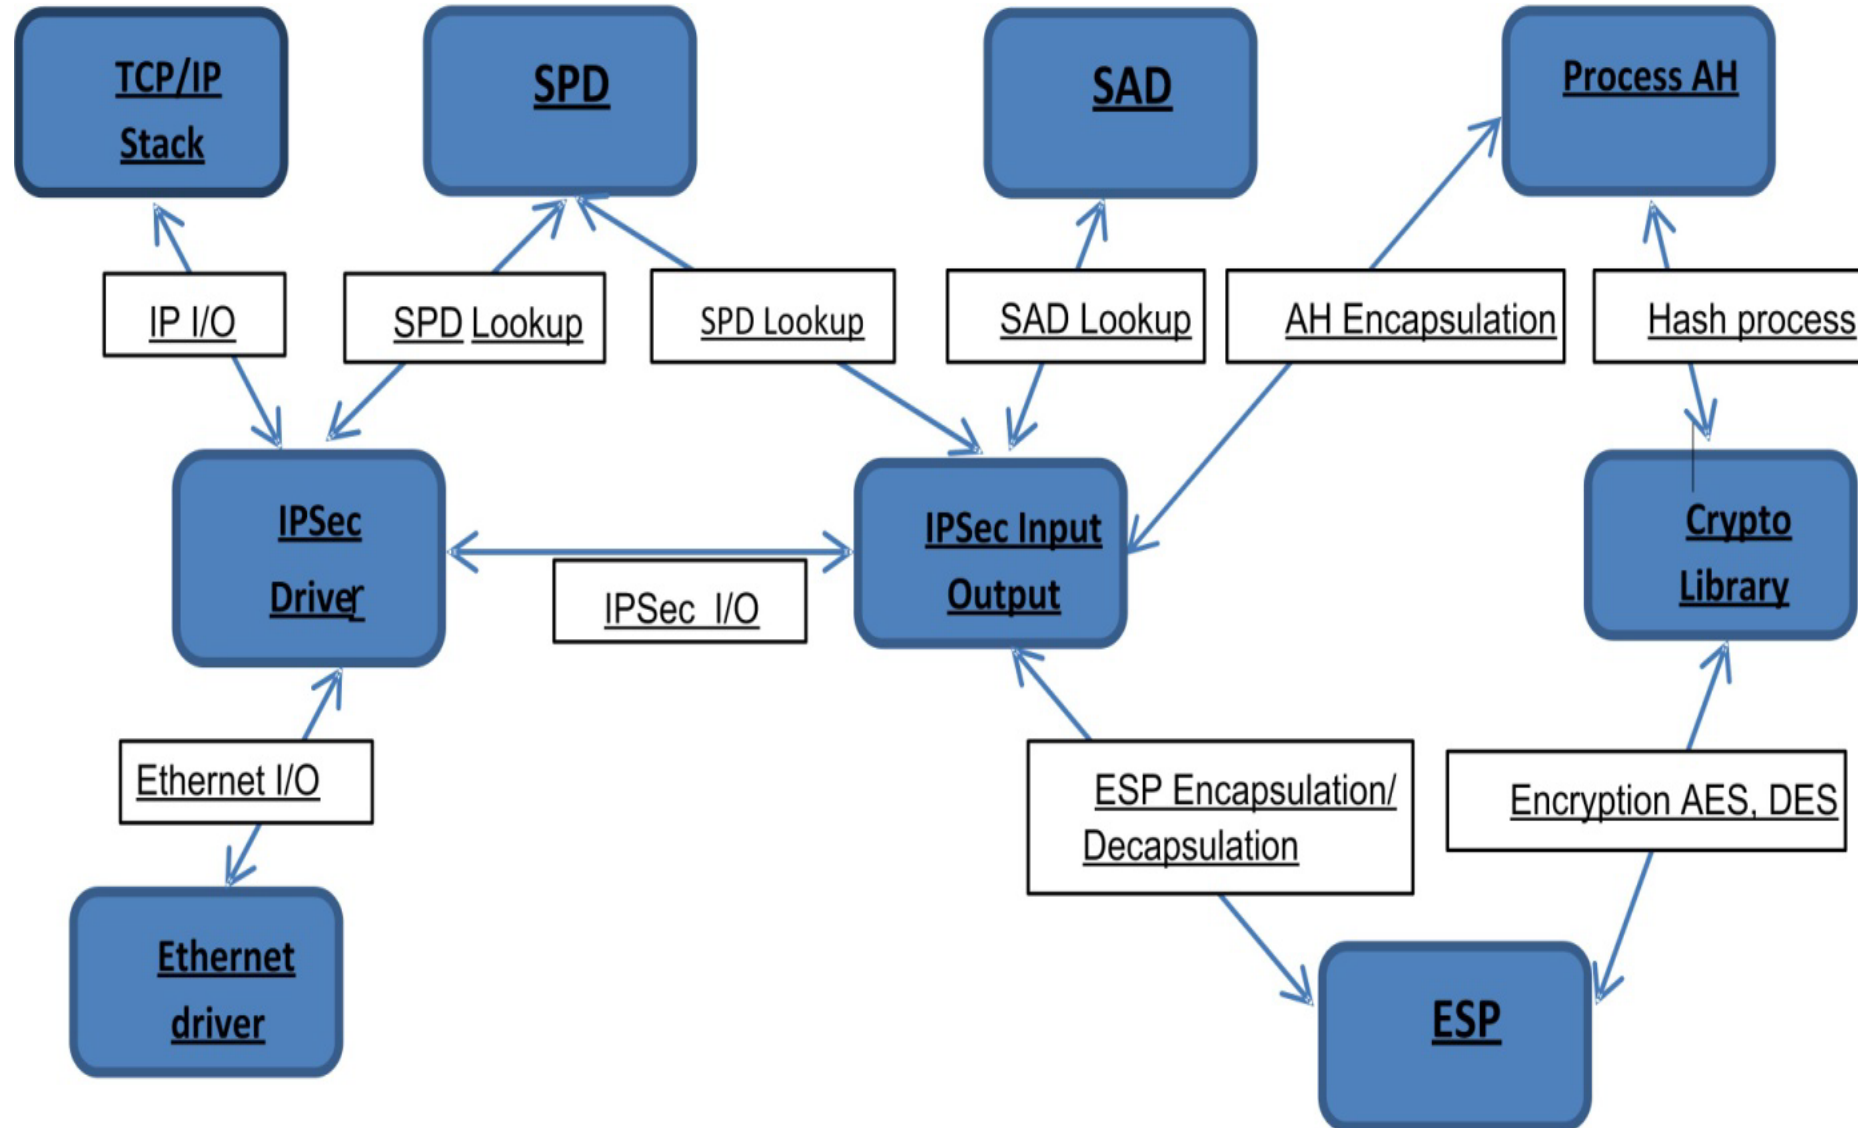 TCP/IP
Stack
SPD
SAD
Process AH
IP I/O
SPD Lookup
SPD Lookup
SAD Lookup
AH Encapsulation
Hash process
IPSec
Driver
IPSec I/O
IPSec Input
Output
Crypto
Library
Ethernet I/O
ESP Encapsulation/
Decapsulation
Encryption AES, DES
Ethernet
driver
ESP